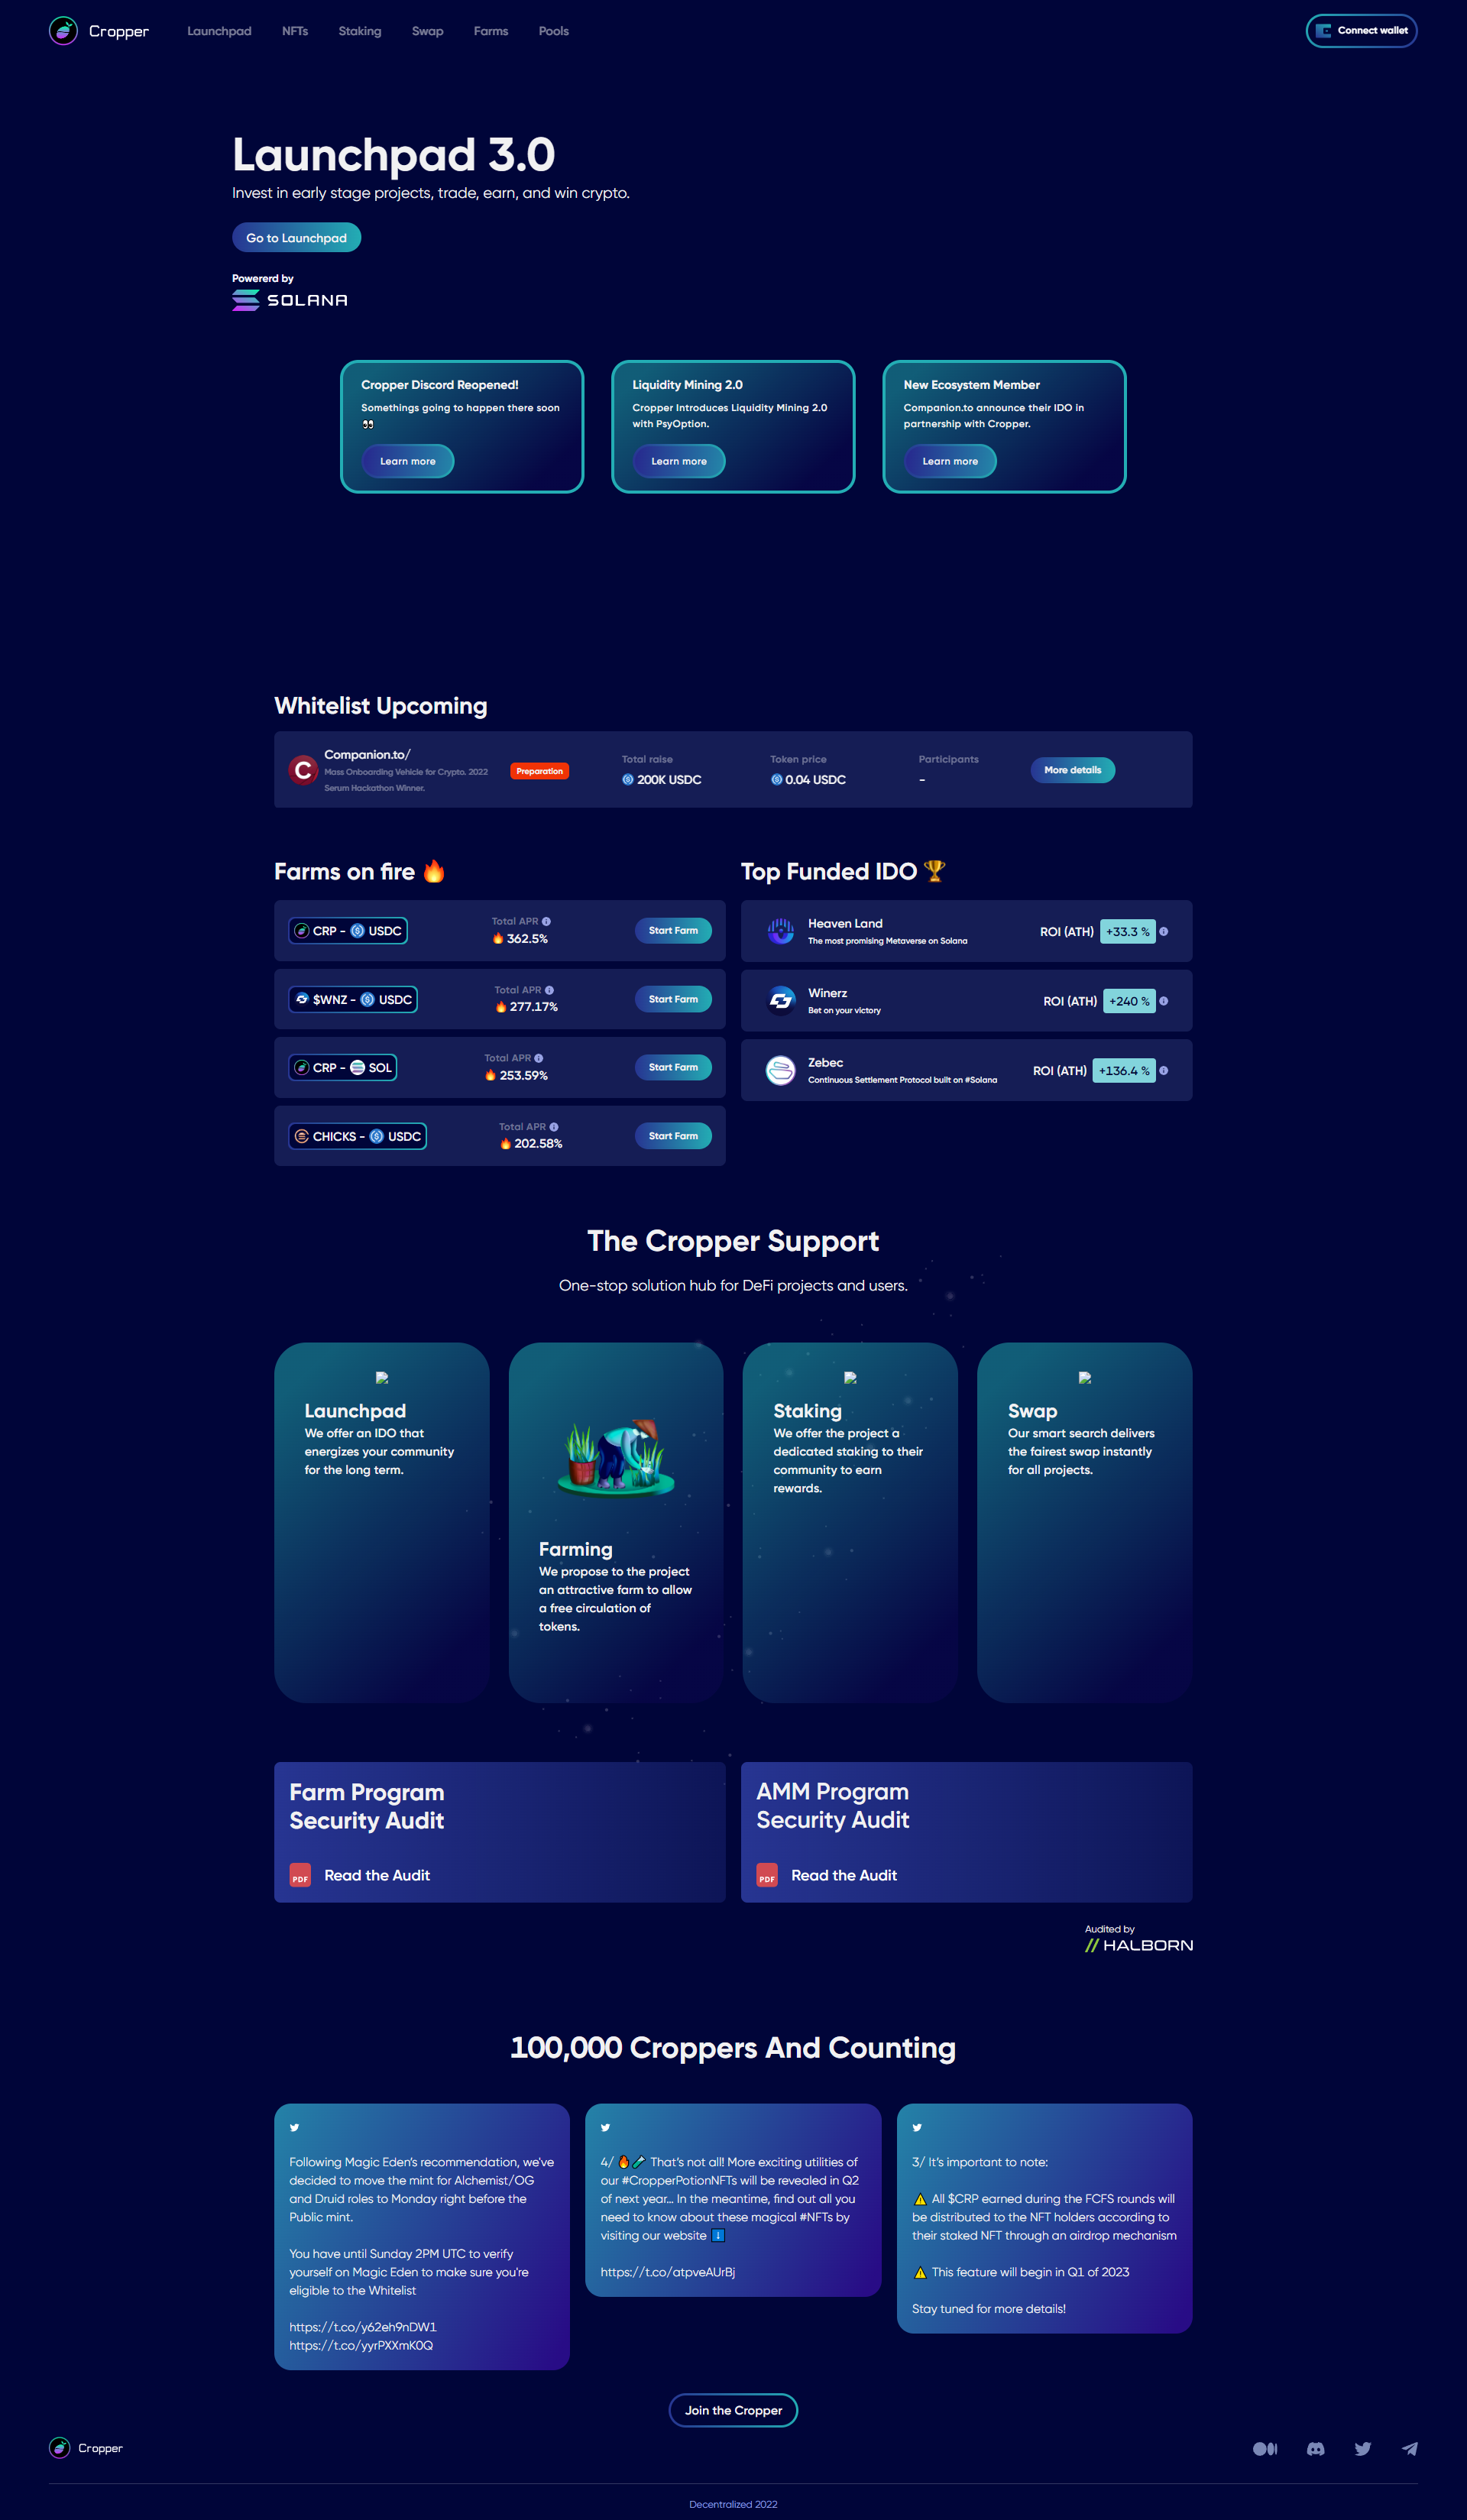 Cropper
Launchpad
NFTs
Staking
Swap
Farms
Pools
Connect wallet
Launchpad 3.0
Invest in early stage projects, trade, earn, and win crypto.
Go to Launchpad
Powererd by
SOLANA
Cropper Discord Reopened!
Somethings going to happen there soon
👀
Learn more
Liquidity Mining 2.0
Cropper Introduces Liquidity Mining 2.0
with PsyOption.
Learn more
New Ecosystem Member
Companion.to announce their IDO in
partnership with Cropper.
Learn more
Whitelist Upcoming
Companion.to/
Mass Onboarding Vehicle for Crypto. 2022
Serum Hackathon Winner.
Preparation
Total raise
200K USDC
Token price
0.04 USDC
Participants
-
More details
Farms on fire 🔥
CRP - USDC
Total APR
🔥 362.5%
Start Farm
$WNZ - USDC
Total APR
🔥 277.17%
Start Farm
CRP - SOL
Total APR
🔥 253.59%
Start Farm
CHICKS - USDC
Total APR
🔥 202.58%
Start Farm
Top Funded IDO 🏆
Heaven Land
The most promising Metaverse on Solana
ROI (ATH) +33.3 %
Winerz
Bet on your victory
ROI (ATH) +240 %
Zebec
Continuous Settlement Protocol built on #Solana
ROI (ATH) +136.4 %
The Cropper Support
One-stop solution hub for DeFi projects and users.
Launchpad
We offer an IDO that
energizes your community
for the long term.
Farming
We propose to the project
an attractive farm to allow
a free circulation of
tokens.
Staking
We offer the project a
dedicated staking to their
community to earn
rewards.
Swap
Our smart search delivers
the fairest swap instantly
for all projects.
Farm Program
Security Audit
PDF
Read the Audit
AMM Program
Security Audit
PDF
Read the Audit
Audited by
HALBORN
100,000 Croppers And Counting
Following Magic Eden's recommendation, we've
decided to move the mint for Alchemist/OG
and Druid roles to Monday right before the
Public mint.
You have until Sunday 2PM UTC to verify
yourself on Magic Eden to make sure you're
eligible to the Whitelist
https://t.co/y62eh9nDW1
https://t.co/yyrPXXmK0Q
4/ 🔥🧪 That's not all! More exciting utilities of
our #CropperPotionNFTs will be revealed in Q2
of next year... In the meantime, find out all you
need to know about these magical #NFTs by
visiting our website ⬇️
https://t.co/atpveAUrBj
3/ It's important to note:
⚠️ All $CRP earned during the FCFS rounds will
be distributed to the NFT holders according to
their staked NFT through an airdrop mechanism
⚠️ This feature will begin in Q1 of 2023
Stay tuned for more details!
Join the Cropper
Cropper
Decentralized 2022